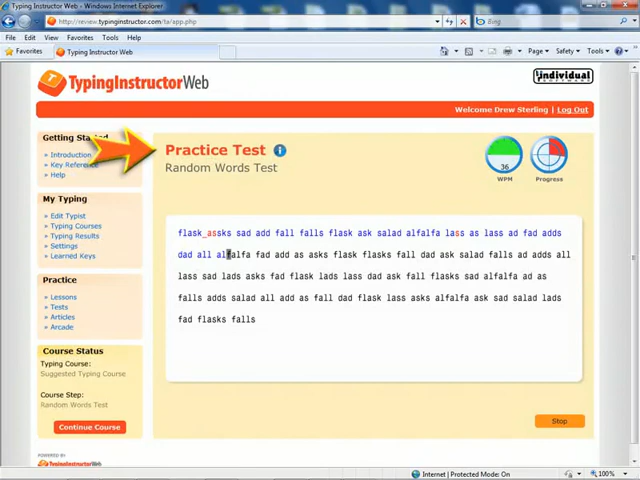 Typing Instructor Web - Windows Internet Explorer
http://review.typinginstructor.com/ta/app.php
Bing
File Edit View Favorites Tools Help
Favorites Typing Instructor Web
Page Safety Tools
TypingInstructorWeb
individual
SOFTWARE
Welcome Drew Sterling | Log Out
Getting Started
» Introduction
» Key Reference
» Help
My Typing
» Edit Typist
» Typing Courses
» Typing Results
» Settings
» Learned Keys
Practice
» Lessons
» Tests
» Articles
» Arcade
Course Status
Typing Course:
Suggested Typing Course
Course Step:
Random Words Test
Continue Course
POWERED BY
TypingInstructorWeb
Practice Test
Random Words Test
36
WPM
Progress
flask_assks sad add fall falls flask ask salad alfalfa lass as lass ad fad adds
dad all alfalfa fad add as asks flask flasks fall dad ask salad falls ad adds all
lass sad lads asks fad flask lads lass dad ask fall flasks sad alfalfa ad as
falls adds salad all add as fall dad flask lass asks alfalfa ask sad salad lads
fad flasks falls
Stop
Internet | Protected Mode: On
100%